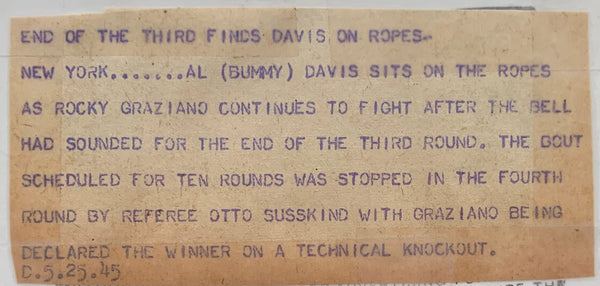 END OF THE THIRD FINDS DAVIS ON ROPES-
NEW YORK.......AL (BUMMY) DAVIS SITS ON THE ROPES
AS ROCKY GRAZIANO CONTINUES TO FIGHT AFTER THE BELL
HAD SOUNDED FOR THE END OF THE THIRD ROUND. THE BOUT
SCHEDULED FOR TEN ROUNDS WAS STOPPED IN THE FOURTH
ROUND BY REFEREE OTTO SUSSKIND WITH GRAZIANO BEING
DECLARED THE WINNER ON A TECHNICAL KNOCKOUT.
D.5.25.45
OF THE